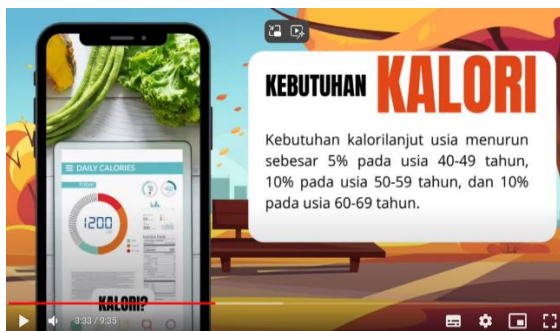 KEBUTUHAN KALORI
Kebutuhan kalorilanjut usia menurun
sebesar 5% pada usia 40-49 tahun,
10% pada usia 50-59 tahun, dan 10%
pada usia 60-69 tahun.
DAILY CALORIES
TODAY
1200
KALORI?
3:33 / 9:35